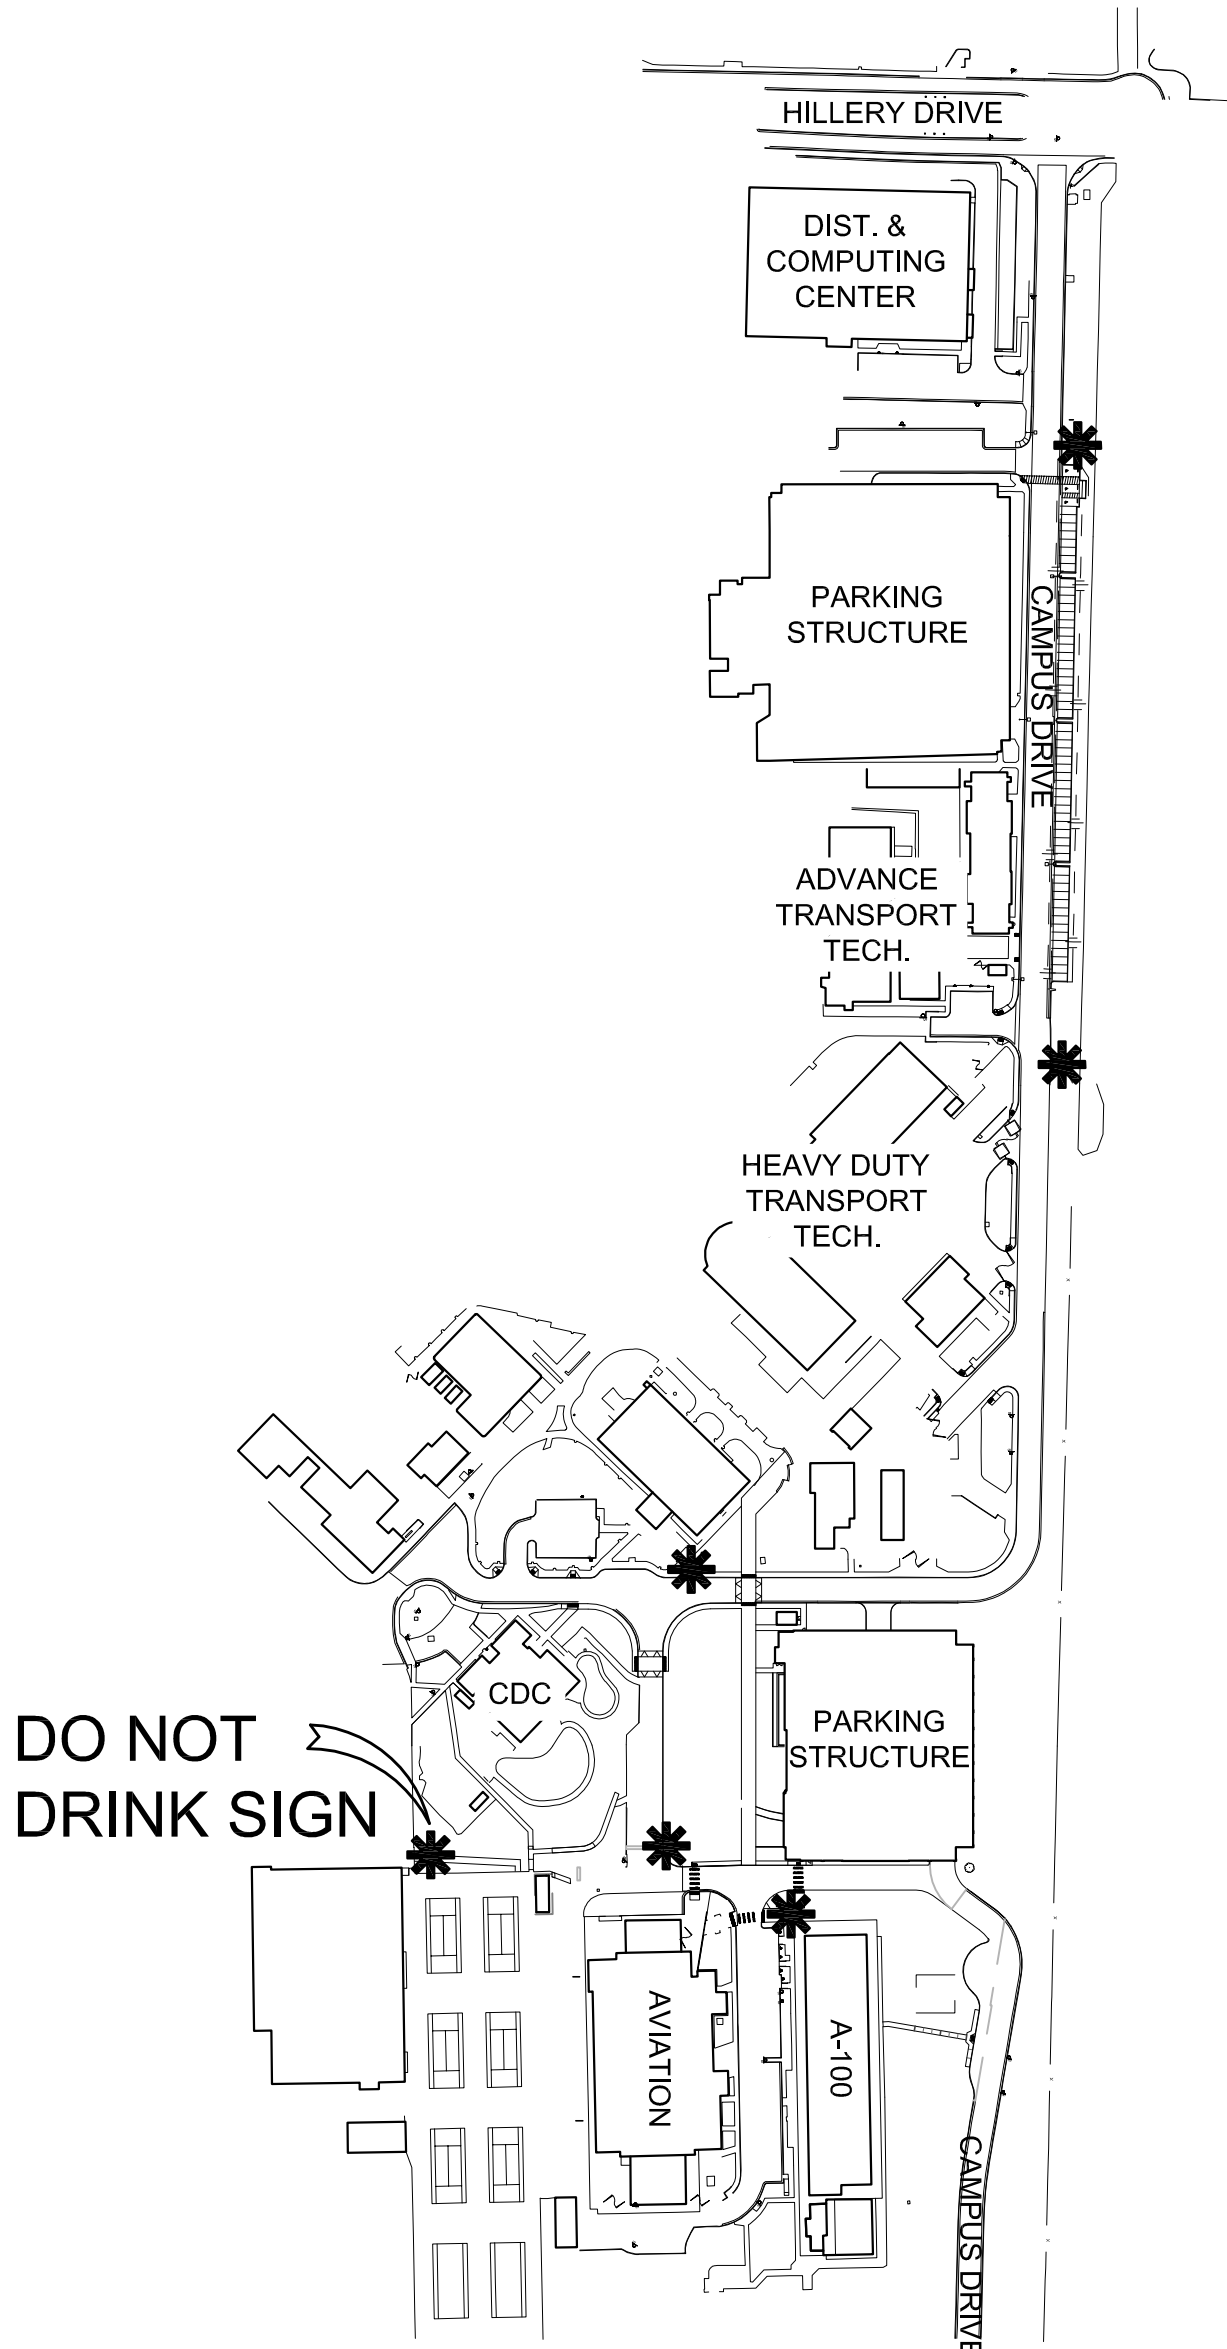 HILLERY DRIVE
DIST. &
COMPUTING
CENTER
PARKING
STRUCTURE
CAMPUS DRIVE
ADVANCE
TRANSPORT
TECH.
HEAVY DUTY
TRANSPORT
TECH.
CDC
DO NOT
DRINK SIGN
PARKING
STRUCTURE
AVIATION
A-100
CAMPUS DRIVE